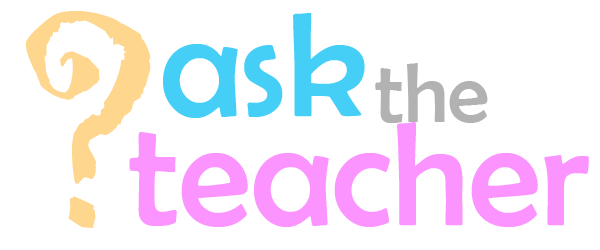 ? ask the
teacher